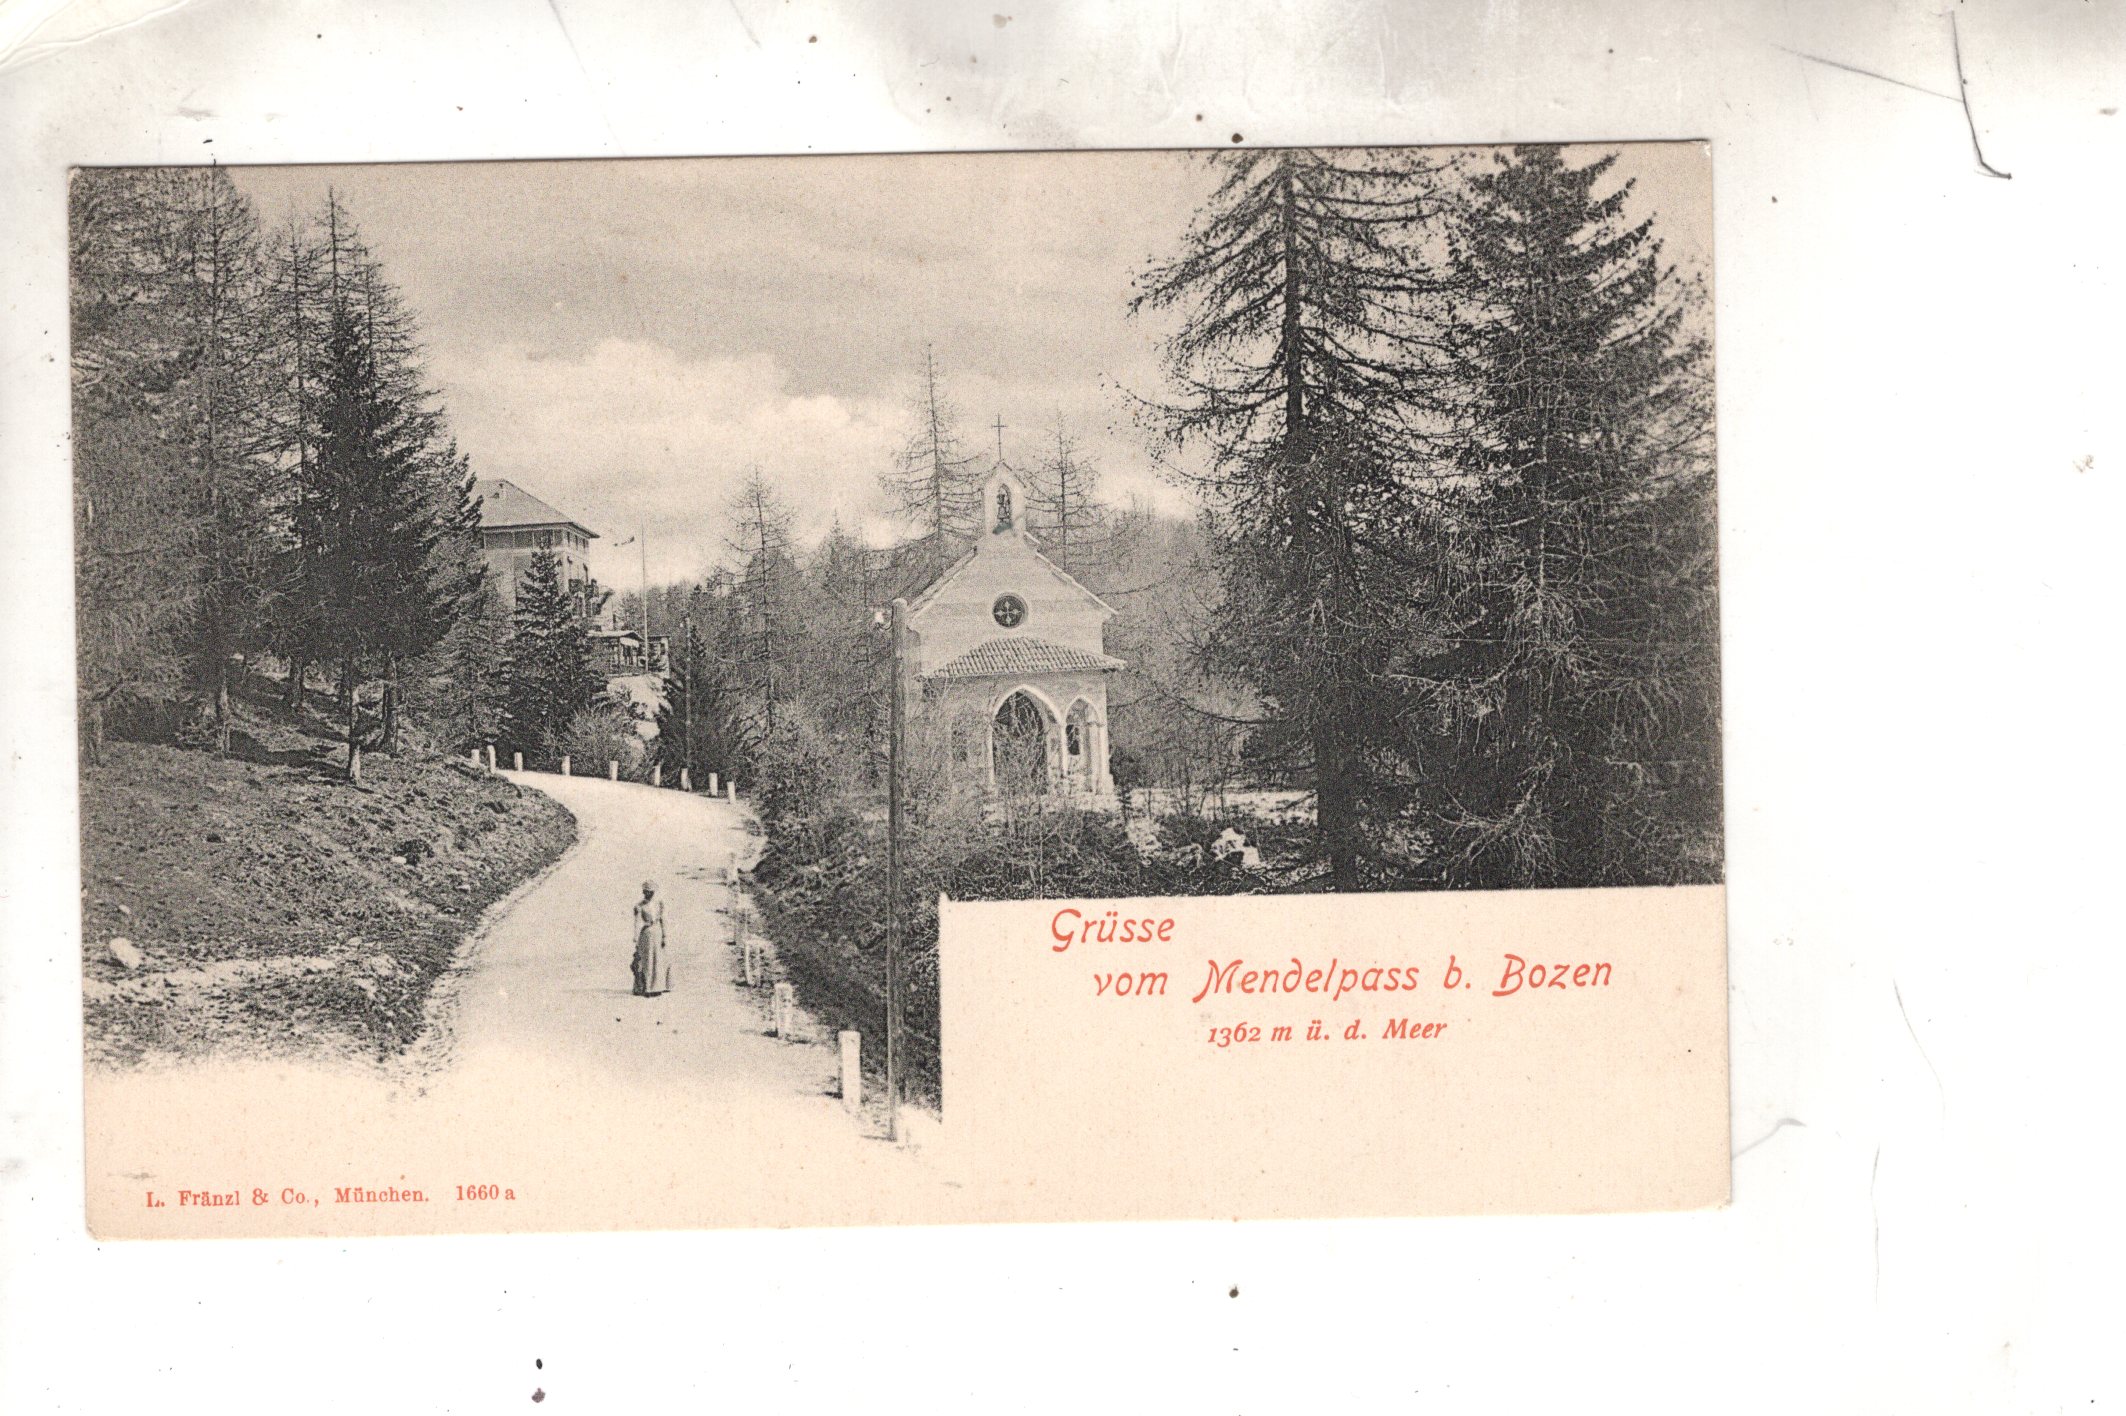 Grüsse
vom Mendelpass b. Bozen
1362 m ü. d. Meer
L. Fränzl & Co., München. 1660 a